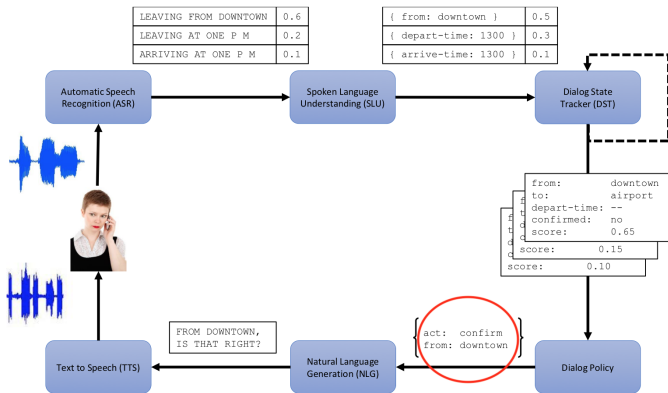 LEAVING FROM DOWNTOWN 0.6
LEAVING AT ONE P M 0.2
ARRIVING AT ONE P M 0.1
{ from: downtown } 0.5
{ depart-time: 1300 } 0.3
{ arrive-time: 1300 } 0.1
Automatic Speech
Recognition (ASR)
Spoken Language
Understanding (SLU)
Dialog State
Tracker (DST)
from: downtown
to: airport
depart-time: --
confirmed: no
score: 0.65
score: 0.15
score: 0.10
act: confirm
from: downtown
FROM DOWNTOWN,
IS THAT RIGHT?
Text to Speech (TTS)
Natural Language
Generation (NLG)
Dialog Policy